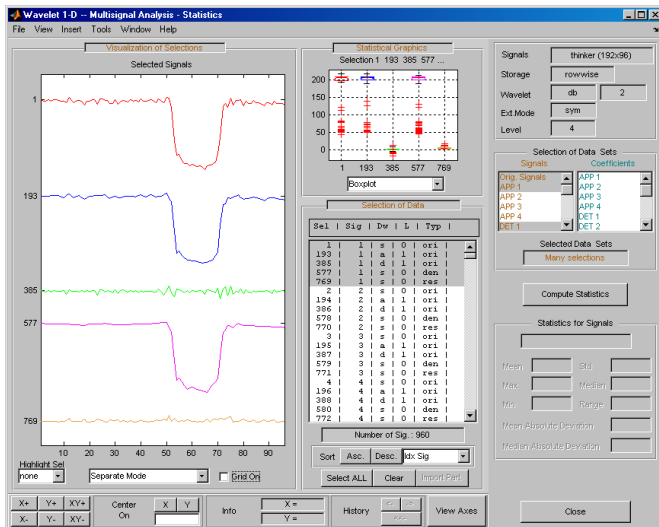 Wavelet 1-D -- Multisignal Analysis - Statistics
File View Insert Tools Window Help
Visualization of Selections
Selected Signals
1
193
385
577
769
10 20 30 40 50 60 70 80 90
Highlight Sel
none
Separate Mode
Grid On
Statistical Graphics
Selection 1 193 385 577 ...
200
150
100
50
0
1 193 385 577 769
Boxplot
Selection of Data
Sel | Sig | Dw | L | Typ |
1 | 1 | s | 0 | ori |
193 | 1 | a | 1 | ori |
385 | 1 | d | 1 | ori |
577 | 1 | s | 0 | den |
769 | 1 | s | 0 | res |
2 | 2 | s | 0 | ori |
194 | 2 | a | 1 | ori |
386 | 2 | d | 1 | ori |
578 | 2 | s | 0 | den |
770 | 2 | s | 0 | res |
3 | 3 | s | 0 | ori |
195 | 3 | a | 1 | ori |
387 | 3 | d | 1 | ori |
579 | 3 | s | 0 | den |
771 | 3 | s | 0 | res |
4 | 4 | s | 0 | ori |
196 | 4 | a | 1 | ori |
388 | 4 | d | 1 | ori |
580 | 4 | s | 0 | den |
772 | 4 | s | 0 | res |
Number of Sig. : 960
Sort Asc. Desc. Idx Sig
Select ALL Clear Import Part.
Signals thinker (192x96)
Storage rowwise
Wavelet db 2
Ext.Mode sym
Level 4
Selection of Data Sets
Signals Coefficients
Orig. Signals APP 1
APP 1 APP 2
APP 2 APP 3
APP 3 APP 4
APP 4 DET 1
DET 1 DET 2
Selected Data Sets
Many selections
Compute Statistics
Statistics for Signals
Mean Std
Max. Median
Min. Range
Mean Absolute Deviation
Median Absolute Deviation
X+ Y+ XY+
X- Y- XY-
Center On X Y
Info X =
Y =
History <- ->
<<-
View Axes
Close